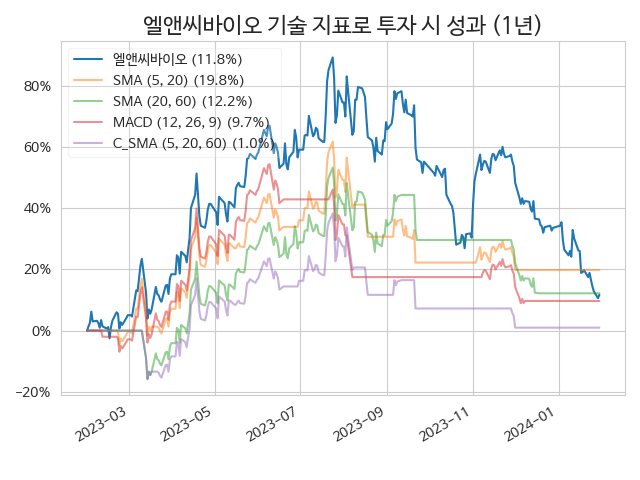 엘앤씨바이오 기술 지표로 투자 시 성과 (1년)
엘앤씨바이오 (11.8%)
SMA (5, 20) (19.8%)
SMA (20, 60) (12.2%)
MACD (12, 26, 9) (9.7%)
C_SMA (5, 20, 60) (1.0%)
80%
60%
40%
20%
0%
−20%
2023−03
2023−05
2023−07
2023−09
2023−11
2024−01